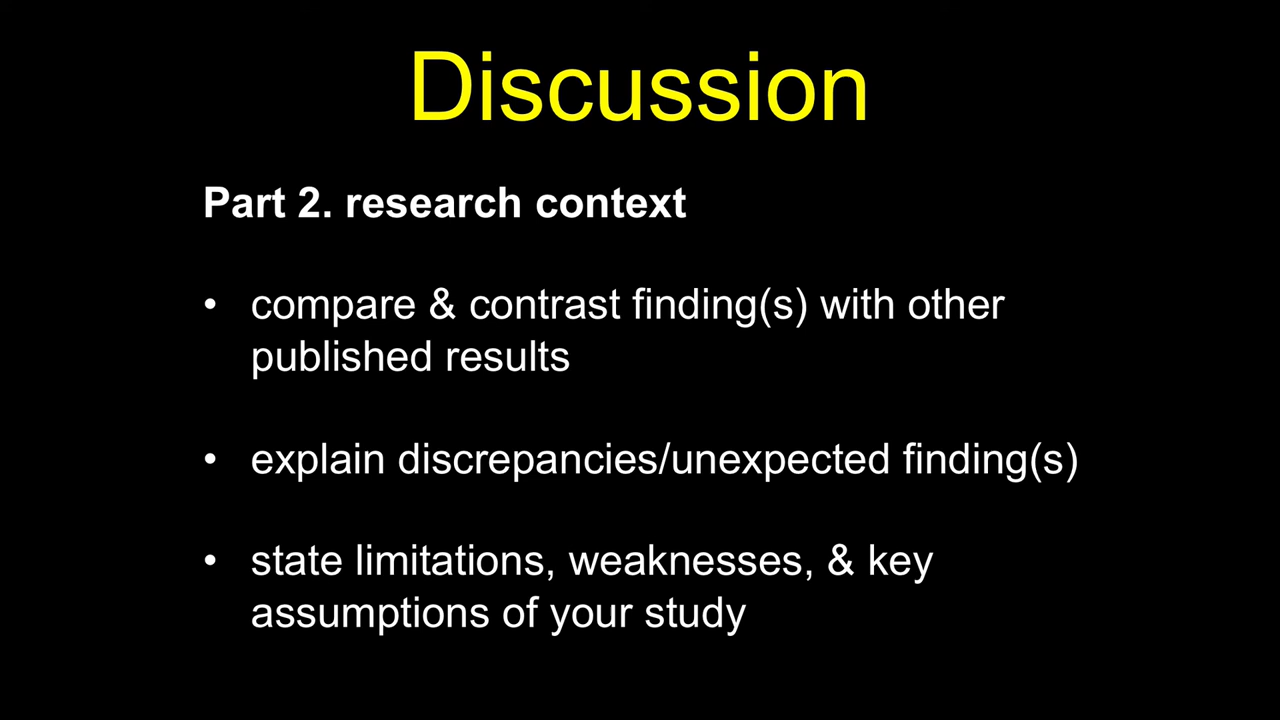 Discussion
Part 2. research context
• compare & contrast finding(s) with other
published results
• explain discrepancies/unexpected finding(s)
• state limitations, weaknesses, & key
assumptions of your study